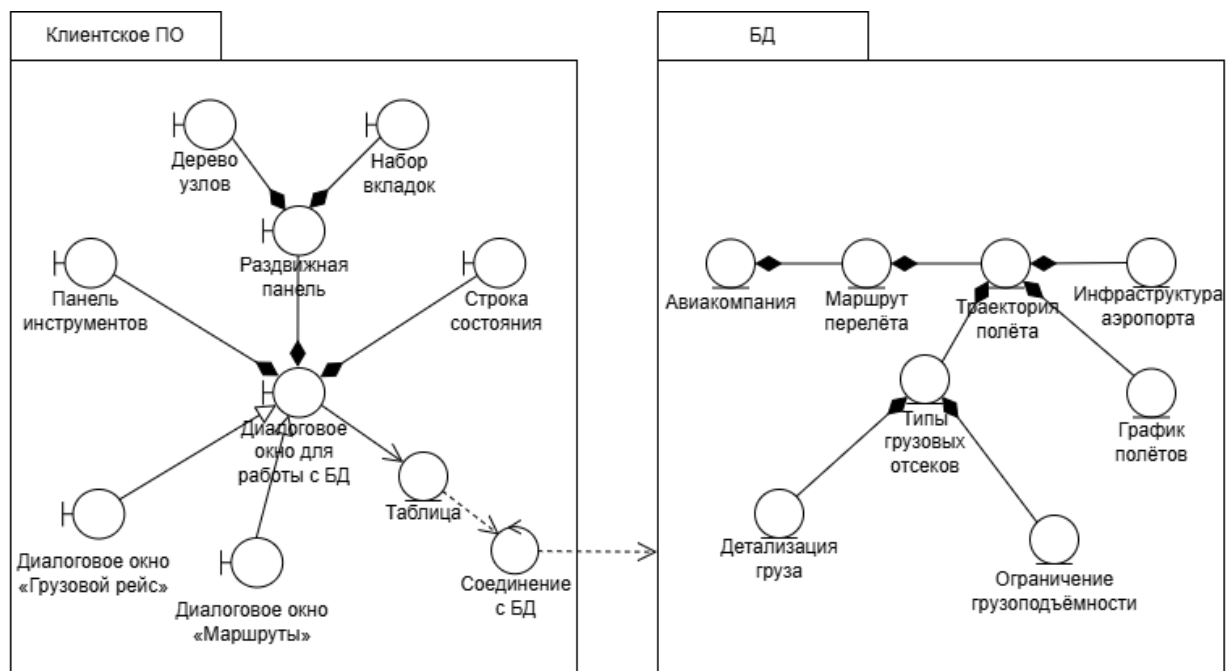 Клиентское ПО
Дерево
узлов
Набор
вкладок
Раздвижная
панель
Панель
инструментов
Строка
состояния
Диалоговое
окно для
работы с БД
Таблица
Диалоговое окно
«Грузовой рейс»
Диалоговое окно
«Маршруты»
Соединение
с БД
БД
Авиакомпания
Маршрут
перелёта
Траектория
полёта
Инфраструктура
аэропорта
Типы
грузовых
отсеков
График
полётов
Детализация
груза
Ограничение
грузоподъёмности